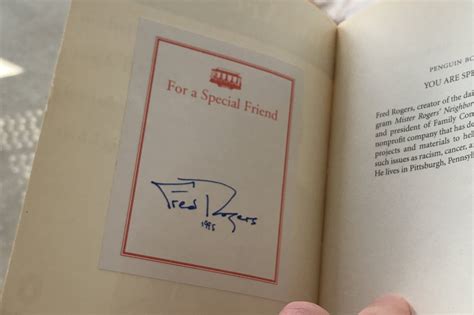 For a Special Friend
Fred Rogers
1995
PENGUIN BO
YOU ARE SPE
Fred Rogers, creator of the dai
gram Mister Rogers' Neighbor
and president of Family Com
nonprofit company that has de
projects and materials to hel
such issues as racism, cancer, a
He lives in Pittsburgh, Pennsyl